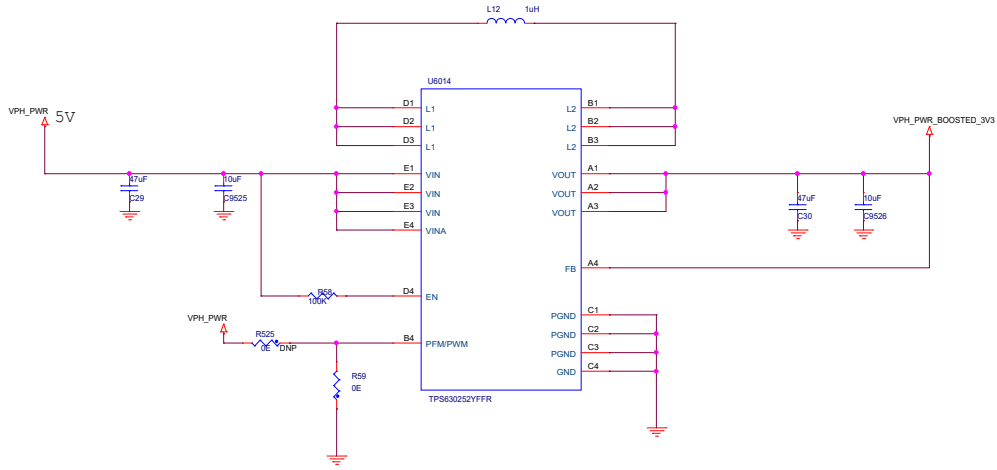 L12 1uH
U6014
D1 L1 L2 B1
D2 L1 L2 B2
D3 L1 L2 B3
VPH_PWR 5V
VPH_PWR_BOOSTED_3V3
E1 VIN VOUT A1
E2 VIN VOUT A2
E3 VIN VOUT A3
E4 VINA
47uF
C29
10uF
C9525
47uF
C30
10uF
C9526
FB A4
R58
100K
D4 EN
PGND C1
PGND C2
PGND C3
GND C4
VPH_PWR
R525
0E DNP
B4 PFM/PWM
R59
0E
TPS630252YFFR